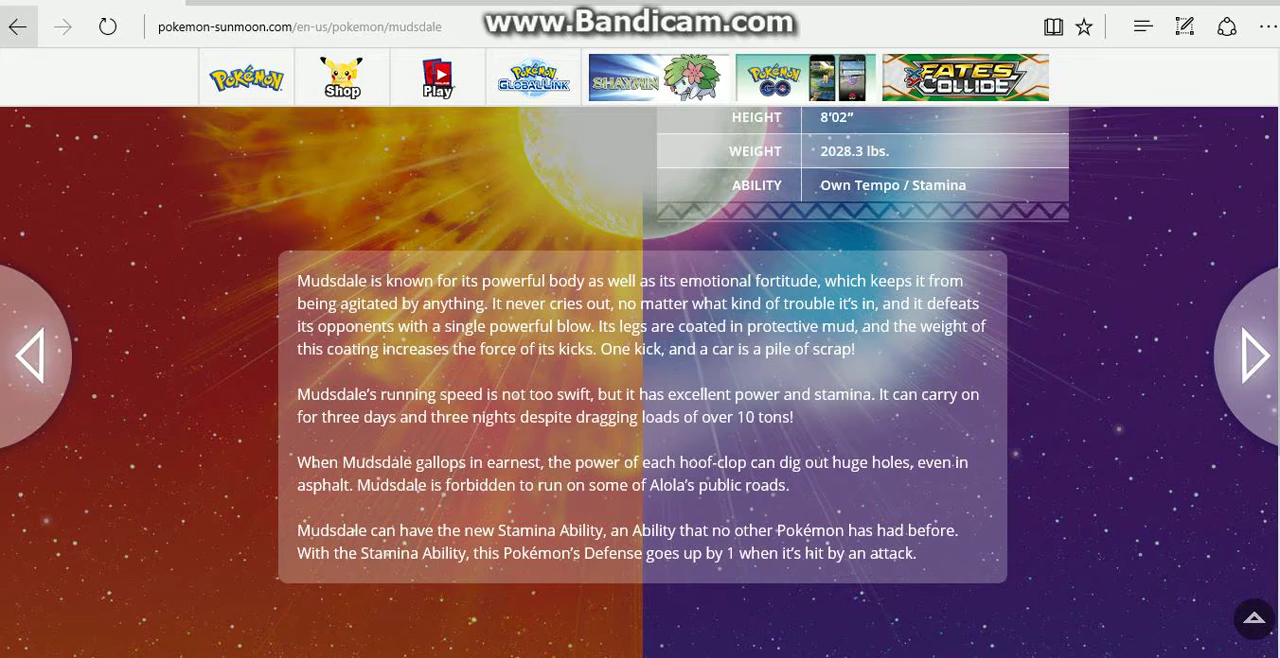 www.Bandicam.com
pokemon-sunmoon.com/en-us/pokemon/mudsdale
Pokémon
Shop
Play
Pokémon GLOBAL LINK
SHAYMIN
Pokémon GO
FATES COLLIDE
HEIGHT 8'02”
WEIGHT 2028.3 lbs.
ABILITY Own Tempo / Stamina
Mudsdale is known for its powerful body as well as its emotional fortitude, which keeps it from
being agitated by anything. It never cries out, no matter what kind of trouble it’s in, and it defeats
its opponents with a single powerful blow. Its legs are coated in protective mud, and the weight of
this coating increases the force of its kicks. One kick, and a car is a pile of scrap!
Mudsdale’s running speed is not too swift, but it has excellent power and stamina. It can carry on
for three days and three nights despite dragging loads of over 10 tons!
When Mudsdale gallops in earnest, the power of each hoof-clop can dig out huge holes, even in
asphalt. Mudsdale is forbidden to run on some of Alola’s public roads.
Mudsdale can have the new Stamina Ability, an Ability that no other Pokémon has had before.
With the Stamina Ability, this Pokémon’s Defense goes up by 1 when it’s hit by an attack.